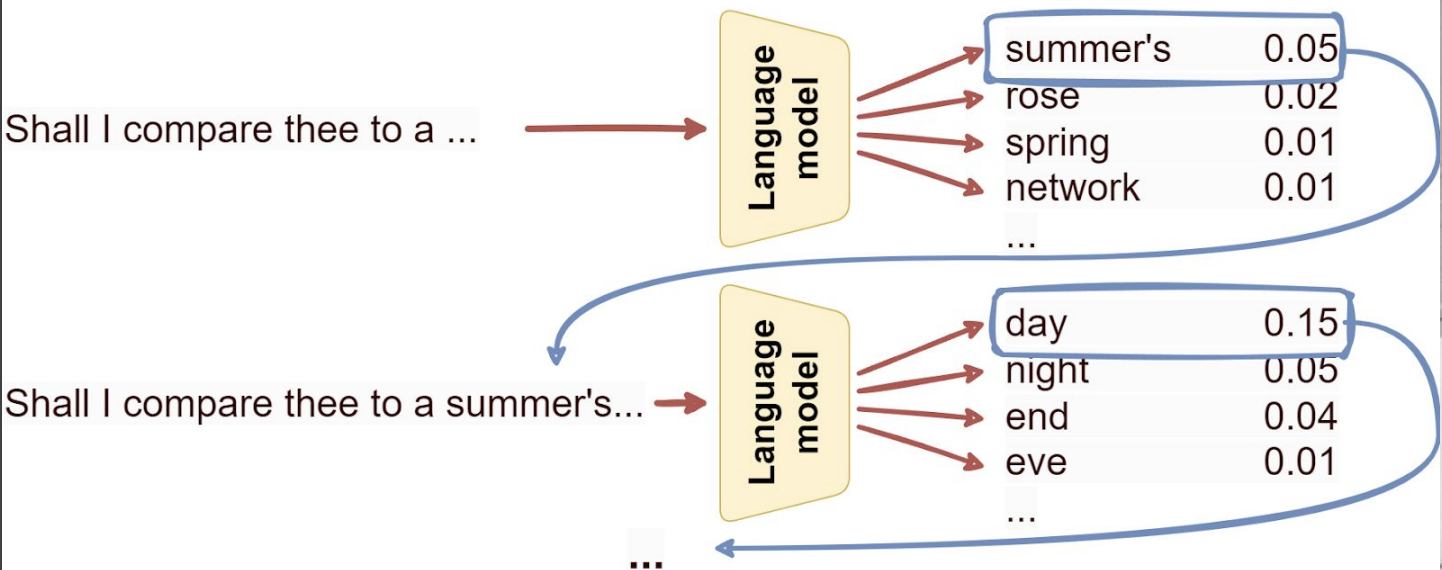 Shall I compare thee to a ...
Language
model
summer's 0.05
rose 0.02
spring 0.01
network 0.01
...
Shall I compare thee to a summer's...
Language
model
day 0.15
night 0.05
end 0.04
eve 0.01
...
...